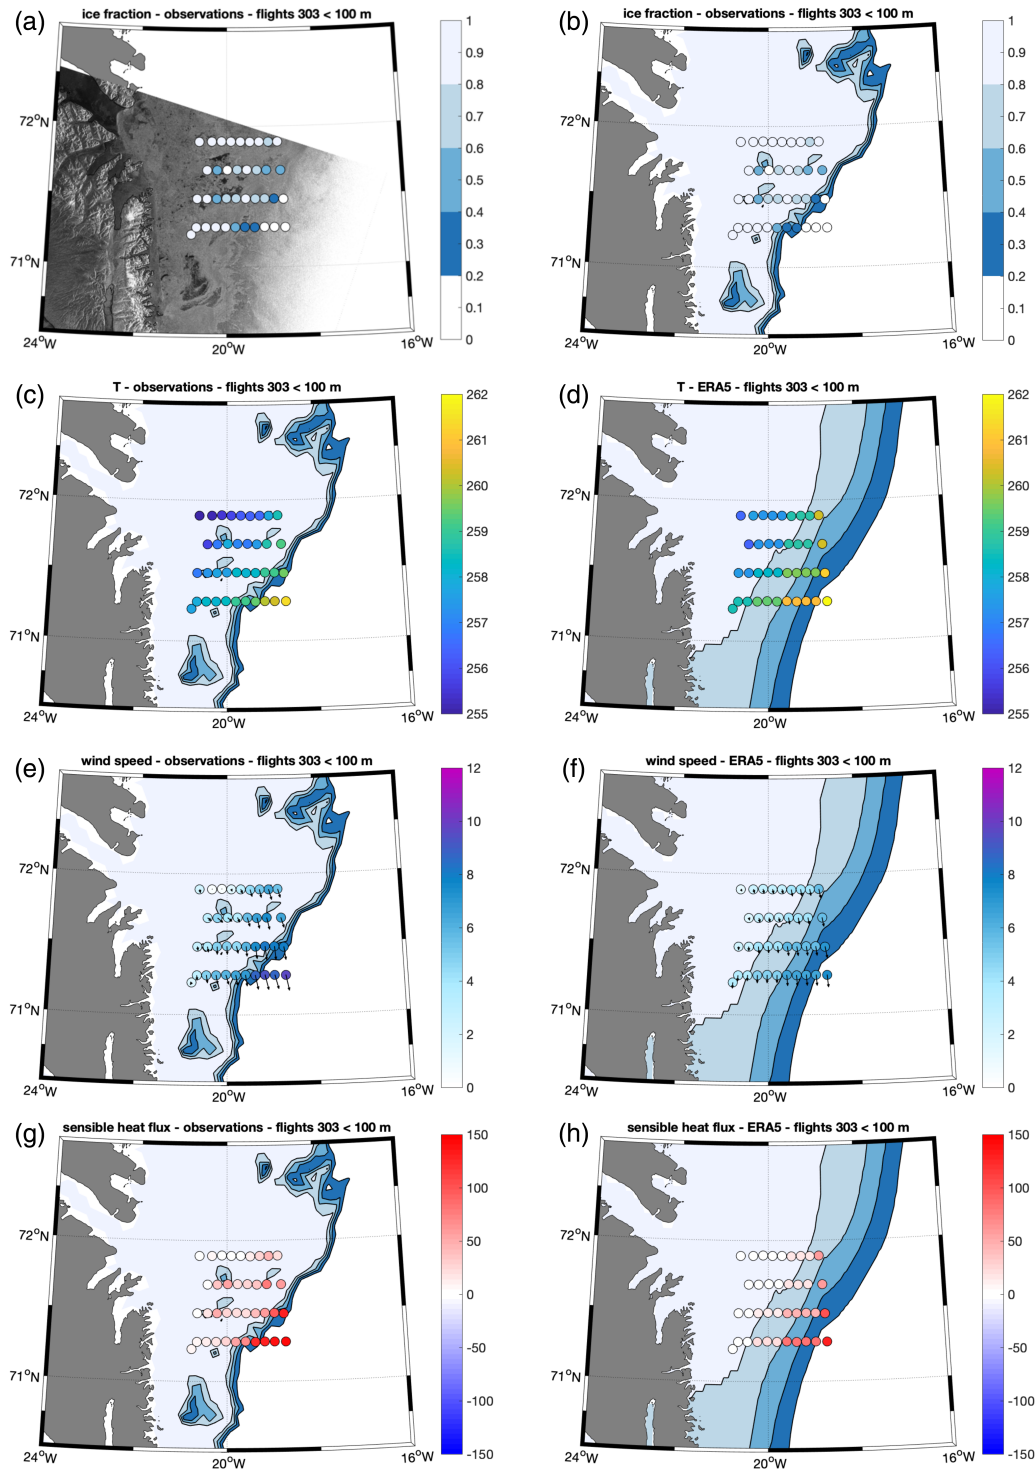 (a) ice fraction - observations - flights 303 < 100 m
72°N
71°N
24°W 20°W 16°W
1
0.9
0.8
0.7
0.6
0.5
0.4
0.3
0.2
0.1
0
(b) ice fraction - observations - flights 303 < 100 m
72°N
71°N
24°W 20°W 16°W
1
0.9
0.8
0.7
0.6
0.5
0.4
0.3
0.2
0.1
0
(c) T - observations - flights 303 < 100 m
72°N
71°N
24°W 20°W 16°W
262
261
260
259
258
257
256
255
(d) T - ERA5 - flights 303 < 100 m
72°N
71°N
24°W 20°W 16°W
262
261
260
259
258
257
256
255
(e) wind speed - observations - flights 303 < 100 m
72°N
71°N
24°W 20°W 16°W
12
10
8
6
4
2
0
(f) wind speed - ERA5 - flights 303 < 100 m
72°N
71°N
24°W 20°W 16°W
12
10
8
6
4
2
0
(g) sensible heat flux - observations - flights 303 < 100 m
72°N
71°N
24°W 20°W 16°W
150
100
50
0
-50
-100
-150
(h) sensible heat flux - ERA5 - flights 303 < 100 m
72°N
71°N
24°W 20°W 16°W
150
100
50
0
-50
-100
-150